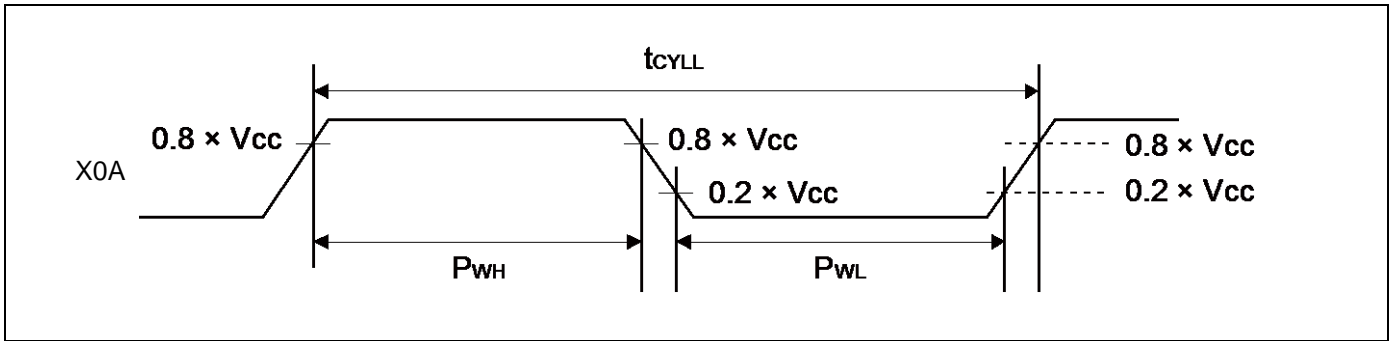 tCYLL
0.8 × Vcc
0.8 × Vcc
0.8 × Vcc
X0A
0.2 × Vcc
0.2 × Vcc
PWH
PWL